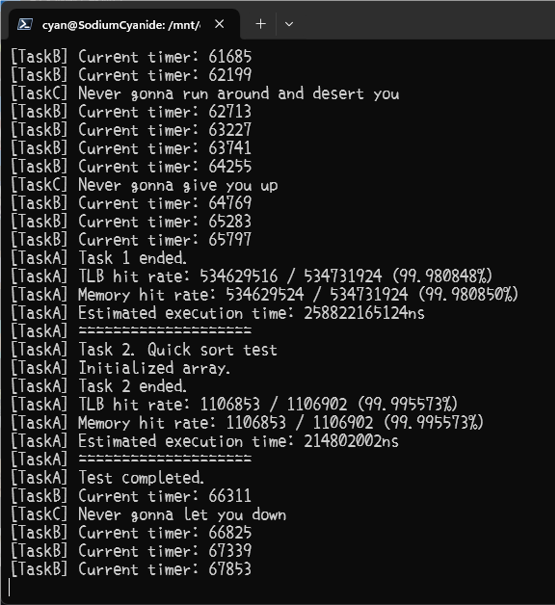 cyan@SodiumCyanide: /mnt/
[TaskB] Current timer: 61685
[TaskB] Current timer: 62199
[TaskC] Never gonna run around and desert you
[TaskB] Current timer: 62713
[TaskB] Current timer: 63227
[TaskB] Current timer: 63741
[TaskB] Current timer: 64255
[TaskC] Never gonna give you up
[TaskB] Current timer: 64769
[TaskB] Current timer: 65283
[TaskB] Current timer: 65797
[TaskA] Task 1 ended.
[TaskA] TLB hit rate: 534629516 / 534731924 (99.980848%)
[TaskA] Memory hit rate: 534629524 / 534731924 (99.980850%)
[TaskA] Estimated execution time: 258822165124ns
[TaskA] ====================
[TaskA] Task 2. Quick sort test
[TaskA] Initialized array.
[TaskA] Task 2 ended.
[TaskA] TLB hit rate: 1106853 / 1106902 (99.995573%)
[TaskA] Memory hit rate: 1106853 / 1106902 (99.995573%)
[TaskA] Estimated execution time: 214802002ns
[TaskA] ====================
[TaskA] Test completed.
[TaskB] Current timer: 66311
[TaskC] Never gonna let you down
[TaskB] Current timer: 66825
[TaskB] Current timer: 67339
[TaskB] Current timer: 67853